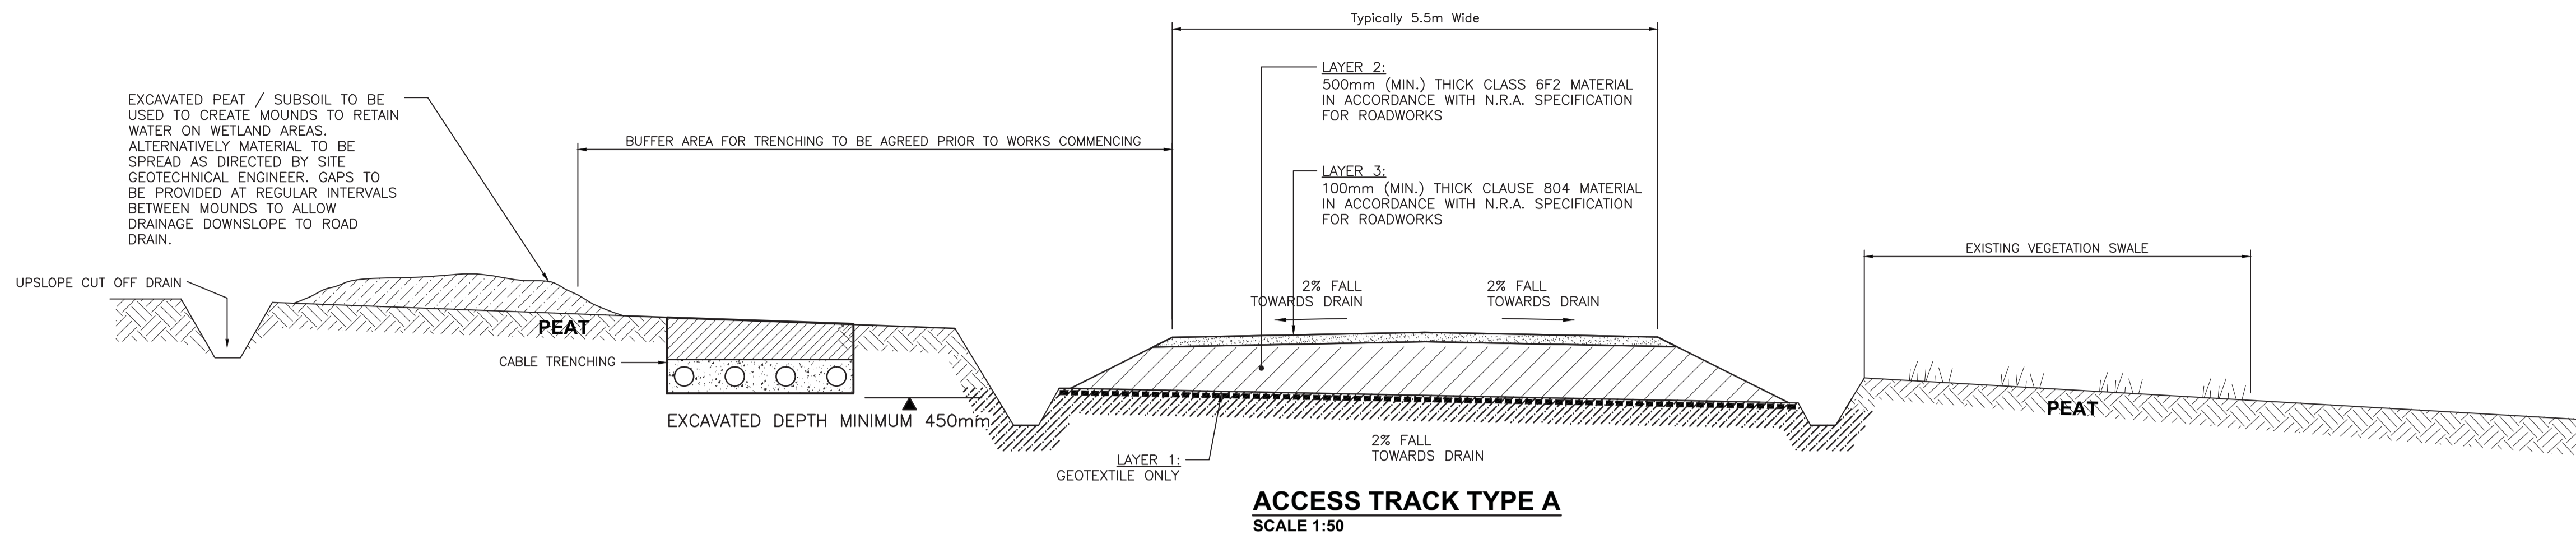 Typically 5.5m Wide
LAYER 2:
500mm (MIN.) THICK CLASS 6F2 MATERIAL
IN ACCORDANCE WITH N.R.A. SPECIFICATION
FOR ROADWORKS
EXCAVATED PEAT / SUBSOIL TO BE
USED TO CREATE MOUNDS TO RETAIN
WATER ON WETLAND AREAS.
ALTERNATIVELY MATERIAL TO BE
SPREAD AS DIRECTED BY SITE
GEOTECHNICAL ENGINEER. GAPS TO
BE PROVIDED AT REGULAR INTERVALS
BETWEEN MOUNDS TO ALLOW
DRAINAGE DOWNSLOPE TO ROAD
DRAIN.
BUFFER AREA FOR TRENCHING TO BE AGREED PRIOR TO WORKS COMMENCING
LAYER 3:
100mm (MIN.) THICK CLAUSE 804 MATERIAL
IN ACCORDANCE WITH N.R.A. SPECIFICATION
FOR ROADWORKS
EXISTING VEGETATION SWALE
UPSLOPE CUT OFF DRAIN
2% FALL
TOWARDS DRAIN
2% FALL
TOWARDS DRAIN
PEAT
CABLE TRENCHING
EXCAVATED DEPTH MINIMUM 450mm
PEAT
2% FALL
TOWARDS DRAIN
LAYER 1:
GEOTEXTILE ONLY
ACCESS TRACK TYPE A
SCALE 1:50